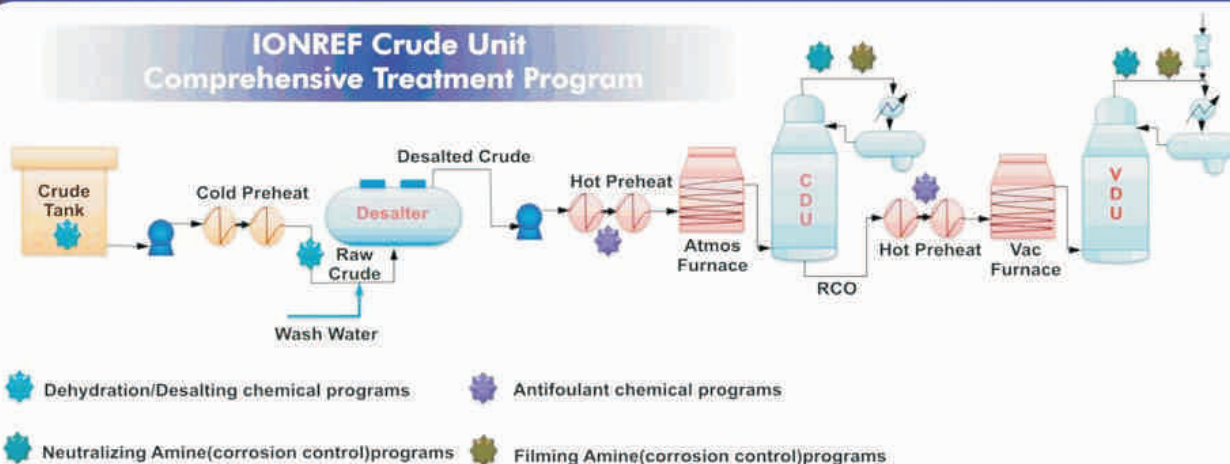 IONREF Crude Unit
Comprehensive Treatment Program
Crude
Tank
Cold Preheat
Desalted Crude
Desalter
Raw
Crude
Wash Water
Hot Preheat
Atmos
Furnace
C
D
U
RCO
Hot Preheat
Vac
Furnace
V
D
U
Dehydration/Desalting chemical programs
Antifoulant chemical programs
Neutralizing Amine(corrosion control)programs
Filming Amine(corrosion control)programs